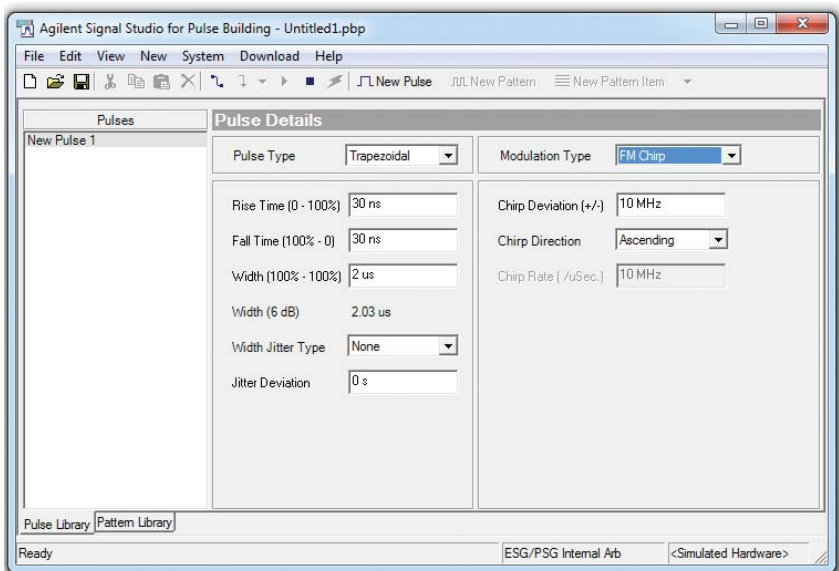 Agilent Signal Studio for Pulse Building - Untitled1.pbp
File Edit View New System Download Help
New Pulse New Pattern New Pattern Item
Pulses
New Pulse 1
Pulse Details
Pulse Type Trapezoidal
Modulation Type FM Chirp
Rise Time (0 - 100%) 30 ns
Fall Time (100% - 0) 30 ns
Width (100% - 100%) 2 us
Width (6 dB) 2.03 us
Width Jitter Type None
Jitter Deviation 0 s
Chirp Deviation (+/-) 10 MHz
Chirp Direction Ascending
Chirp Rate ( /uSec.) 10 MHz
Pulse Library Pattern Library
Ready ESG/PSG Internal Arb <Simulated Hardware>